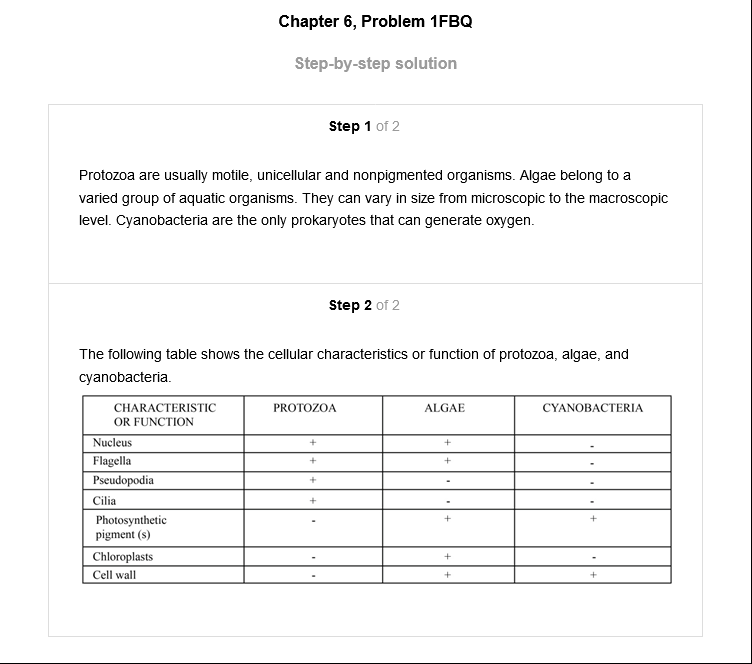 Chapter 6, Problem 1FBQ
Step-by-step solution
Step 1 of 2
Protozoa are usually motile, unicellular and nonpigmented organisms. Algae belong to a
varied group of aquatic organisms. They can vary in size from microscopic to the macroscopic
level. Cyanobacteria are the only prokaryotes that can generate oxygen.
Step 2 of 2
The following table shows the cellular characteristics or function of protozoa, algae, and
cyanobacteria.
CHARACTERISTIC OR FUNCTION PROTOZOA ALGAE CYANOBACTERIA
Nucleus + + -
Flagella + + -
Pseudopodia + - -
Cilia + - -
Photosynthetic pigment (s) - + +
Chloroplasts - + -
Cell wall - + +